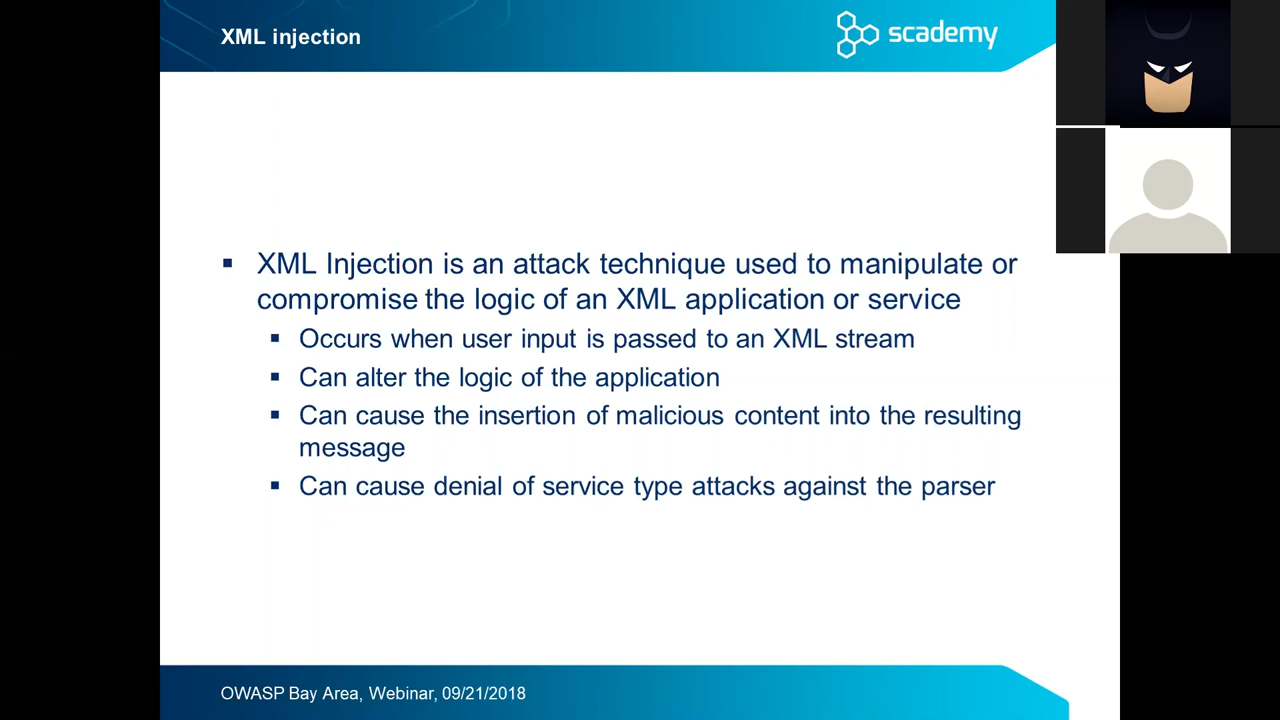 XML injection
scademy
▪ XML Injection is an attack technique used to manipulate or
compromise the logic of an XML application or service
▪ Occurs when user input is passed to an XML stream
▪ Can alter the logic of the application
▪ Can cause the insertion of malicious content into the resulting
message
▪ Can cause denial of service type attacks against the parser
OWASP Bay Area, Webinar, 09/21/2018